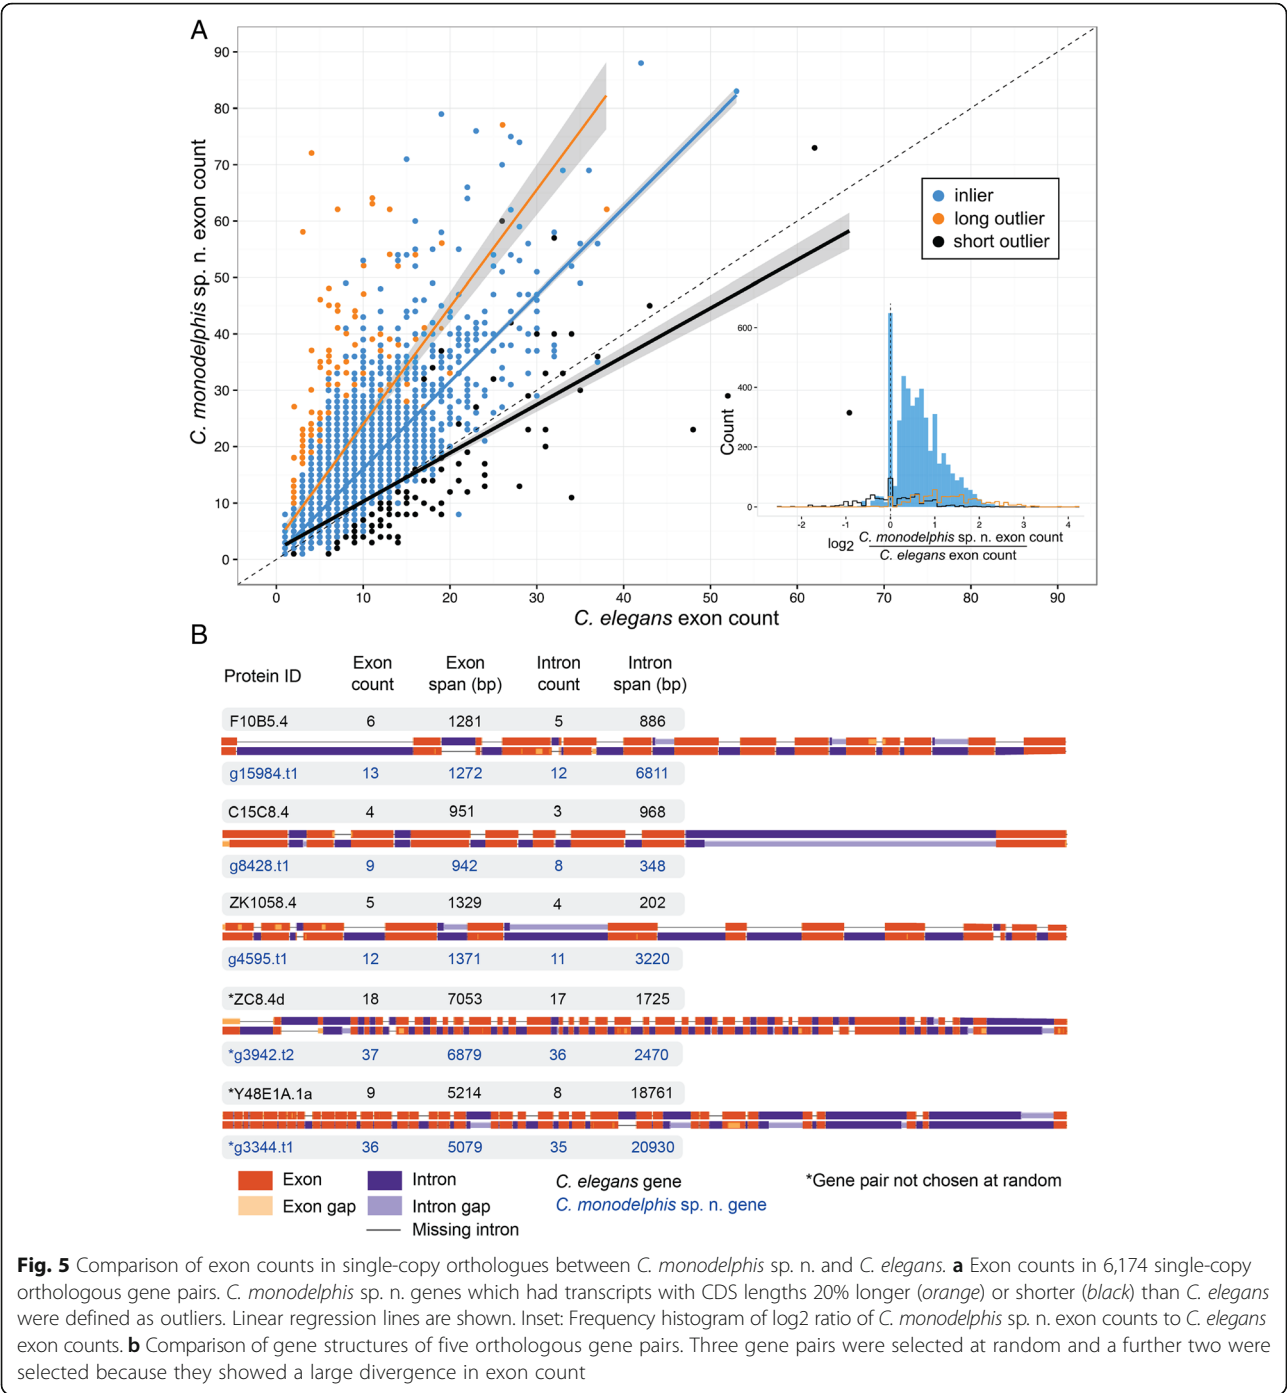 A
90
80
70
60
50
40
30
20
10
0
C. monodelphis sp. n. exon count
inlier
long outlier
short outlier
600
400
200
0
Count
-2 -1 0 1 2 3 4
log2 C. monodelphis sp. n. exon count
C. elegans exon count
0 10 20 30 40 50 60 70 80 90
C. elegans exon count
B
Protein ID Exon count Exon span (bp) Intron count Intron span (bp)
F10B5.4 6 1281 5 886
g15984.t1 13 1272 12 6811
C15C8.4 4 951 3 968
g8428.t1 9 942 8 348
ZK1058.4 5 1329 4 202
g4595.t1 12 1371 11 3220
*ZC8.4d 18 7053 17 1725
*g3942.t2 37 6879 36 2470
*Y48E1A.1a 9 5214 8 18761
*g3344.t1 36 5079 35 20930
Exon Intron C. elegans gene *Gene pair not chosen at random
Exon gap Intron gap C. monodelphis sp. n. gene
Missing intron
Fig. 5 Comparison of exon counts in single-copy orthologues between C. monodelphis sp. n. and C. elegans. a Exon counts in 6,174 single-copy
orthologous gene pairs. C. monodelphis sp. n. genes which had transcripts with CDS lengths 20% longer (orange) or shorter (black) than C. elegans
were defined as outliers. Linear regression lines are shown. Inset: Frequency histogram of log2 ratio of C. monodelphis sp. n. exon counts to C. elegans
exon counts. b Comparison of gene structures of five orthologous gene pairs. Three gene pairs were selected at random and a further two were
selected because they showed a large divergence in exon count